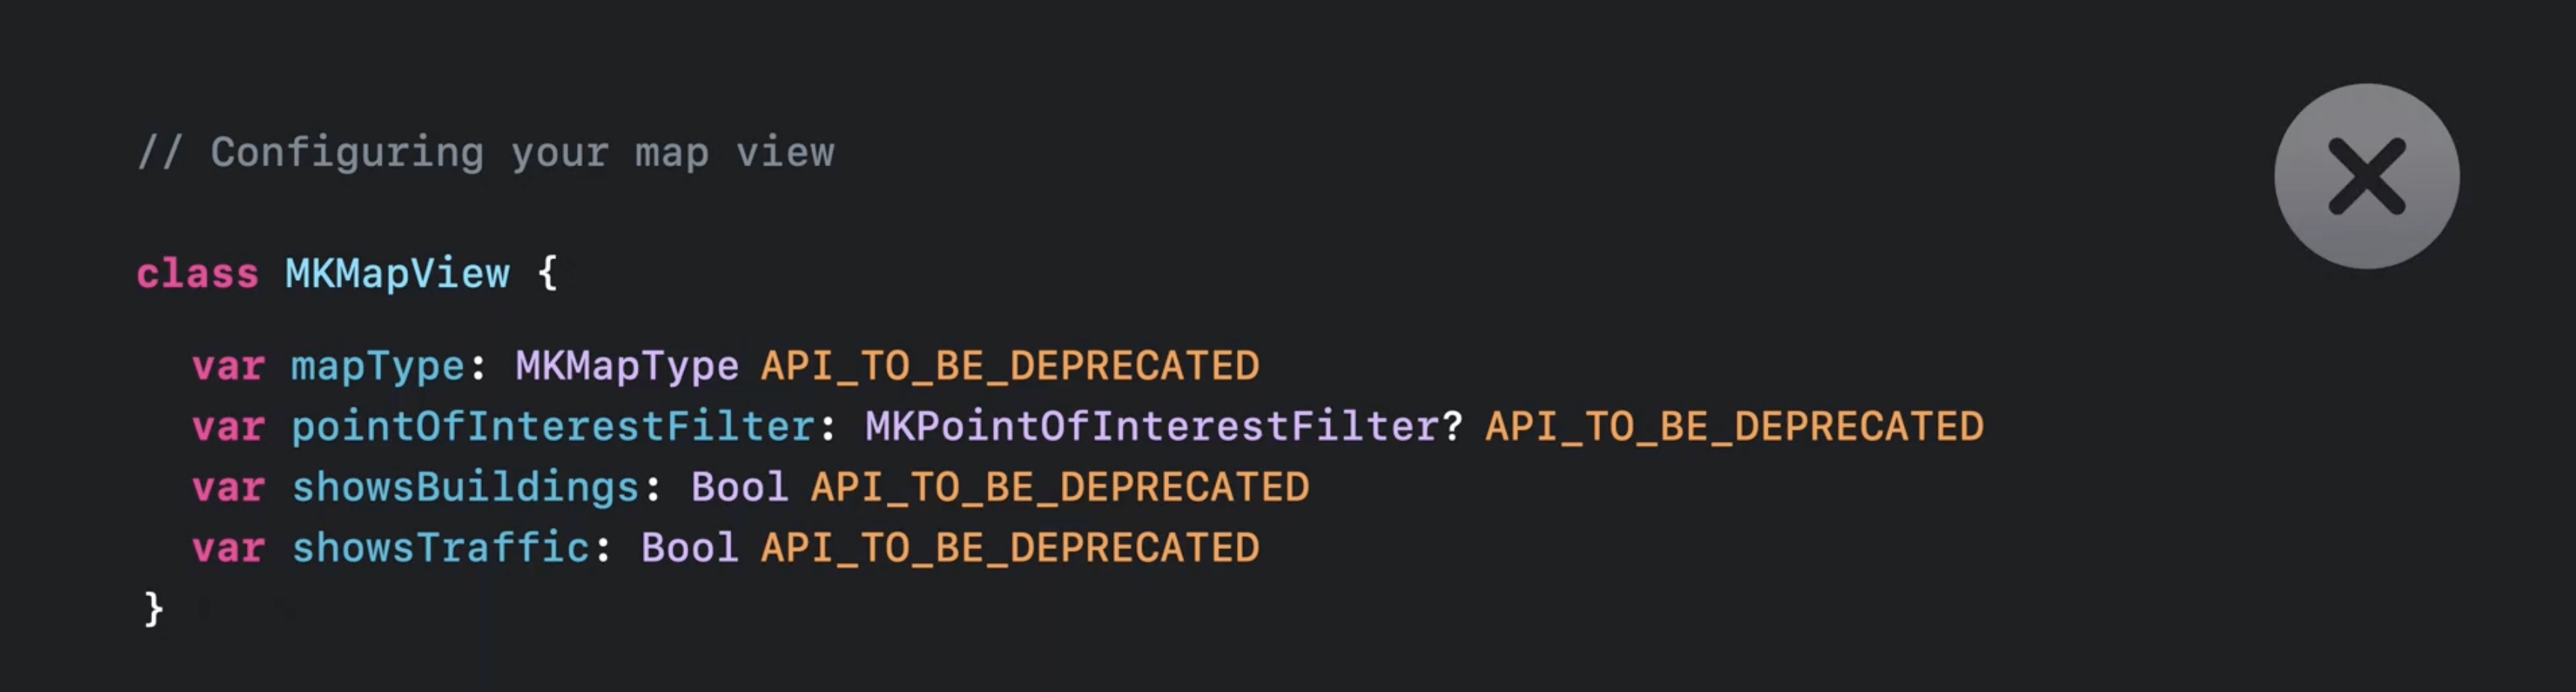 // Configuring your map view
class MKMapView {
var mapType: MKMapType API_TO_BE_DEPRECATED
var pointOfInterestFilter: MKPointOfInterestFilter? API_TO_BE_DEPRECATED
var showsBuildings: Bool API_TO_BE_DEPRECATED
var showsTraffic: Bool API_TO_BE_DEPRECATED
}